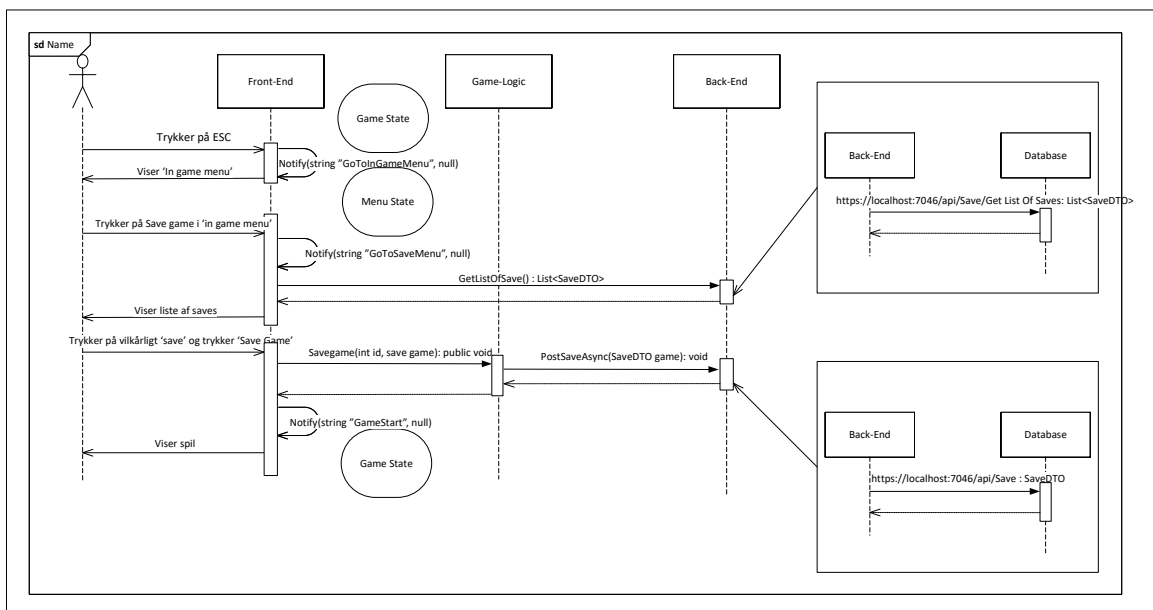 sd Name
Front-End
Game-Logic
Back-End
Game State
Trykker på ESC
Notify(string "GoToInGameMenu", null)
Viser ‘In game menu’
Menu State
Back-End
Database
https://localhost:7046/api/Save/Get List Of Saves: List<SaveDTO>
Trykker på Save game i ‘in game menu’
Notify(string "GoToSaveMenu", null)
GetListOfSave() : List<SaveDTO>
Viser liste af saves
Trykker på vilkårligt ‘save’ og trykker ‘Save Game’
Savegame(int id, save game): public void
PostSaveAsync(SaveDTO game): void
Notify(string "GameStart", null)
Viser spil
Game State
Back-End
Database
https://localhost:7046/api/Save : SaveDTO